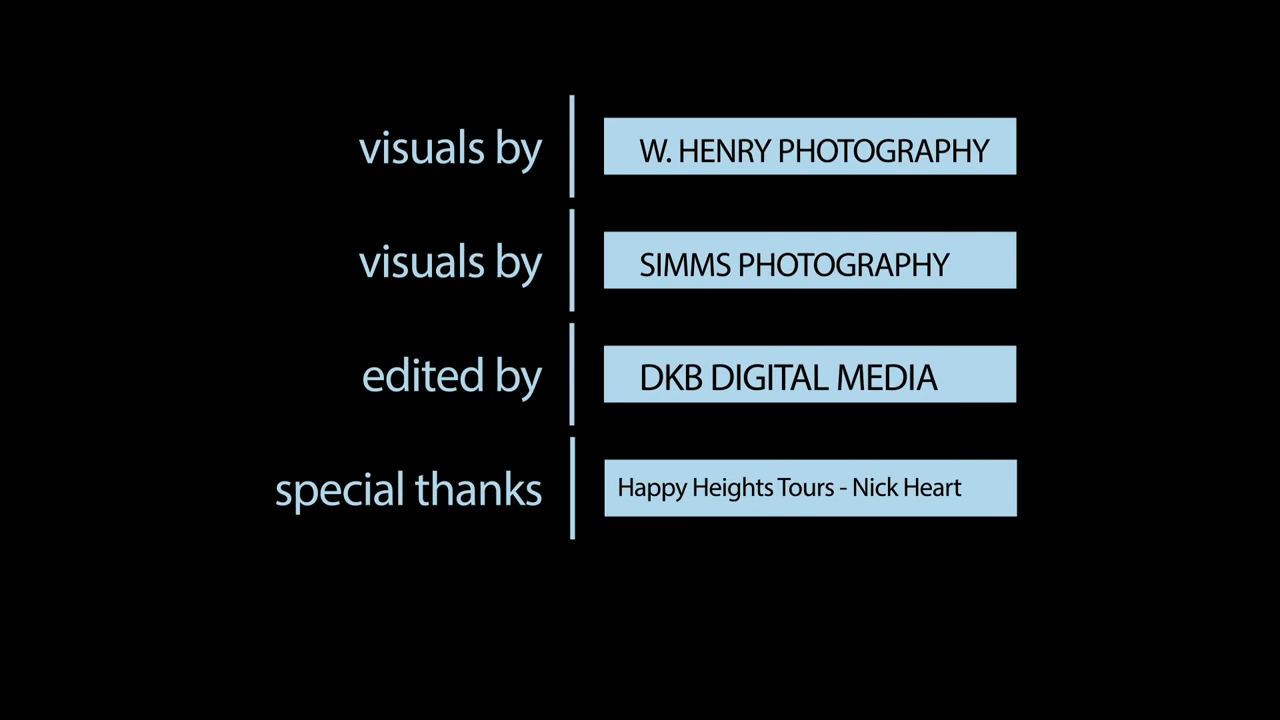 visuals by W. HENRY PHOTOGRAPHY
visuals by SIMMS PHOTOGRAPHY
edited by DKB DIGITAL MEDIA
special thanks Happy Heights Tours - Nick Heart